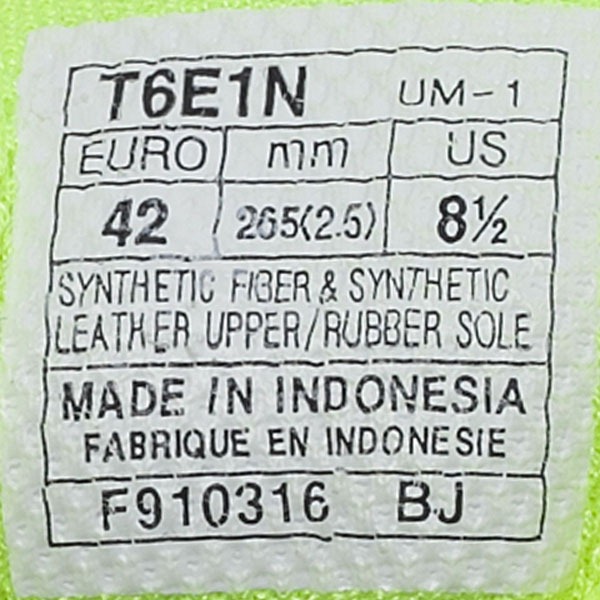 T6E1N UM-1
EURO mm US
42 265(2.5) 8½
SYNTHETIC FIBER & SYNTHETIC
LEATHER UPPER/RUBBER SOLE
MADE IN INDONESIA
FABRIQUE EN INDONESIE
F910316 BJ